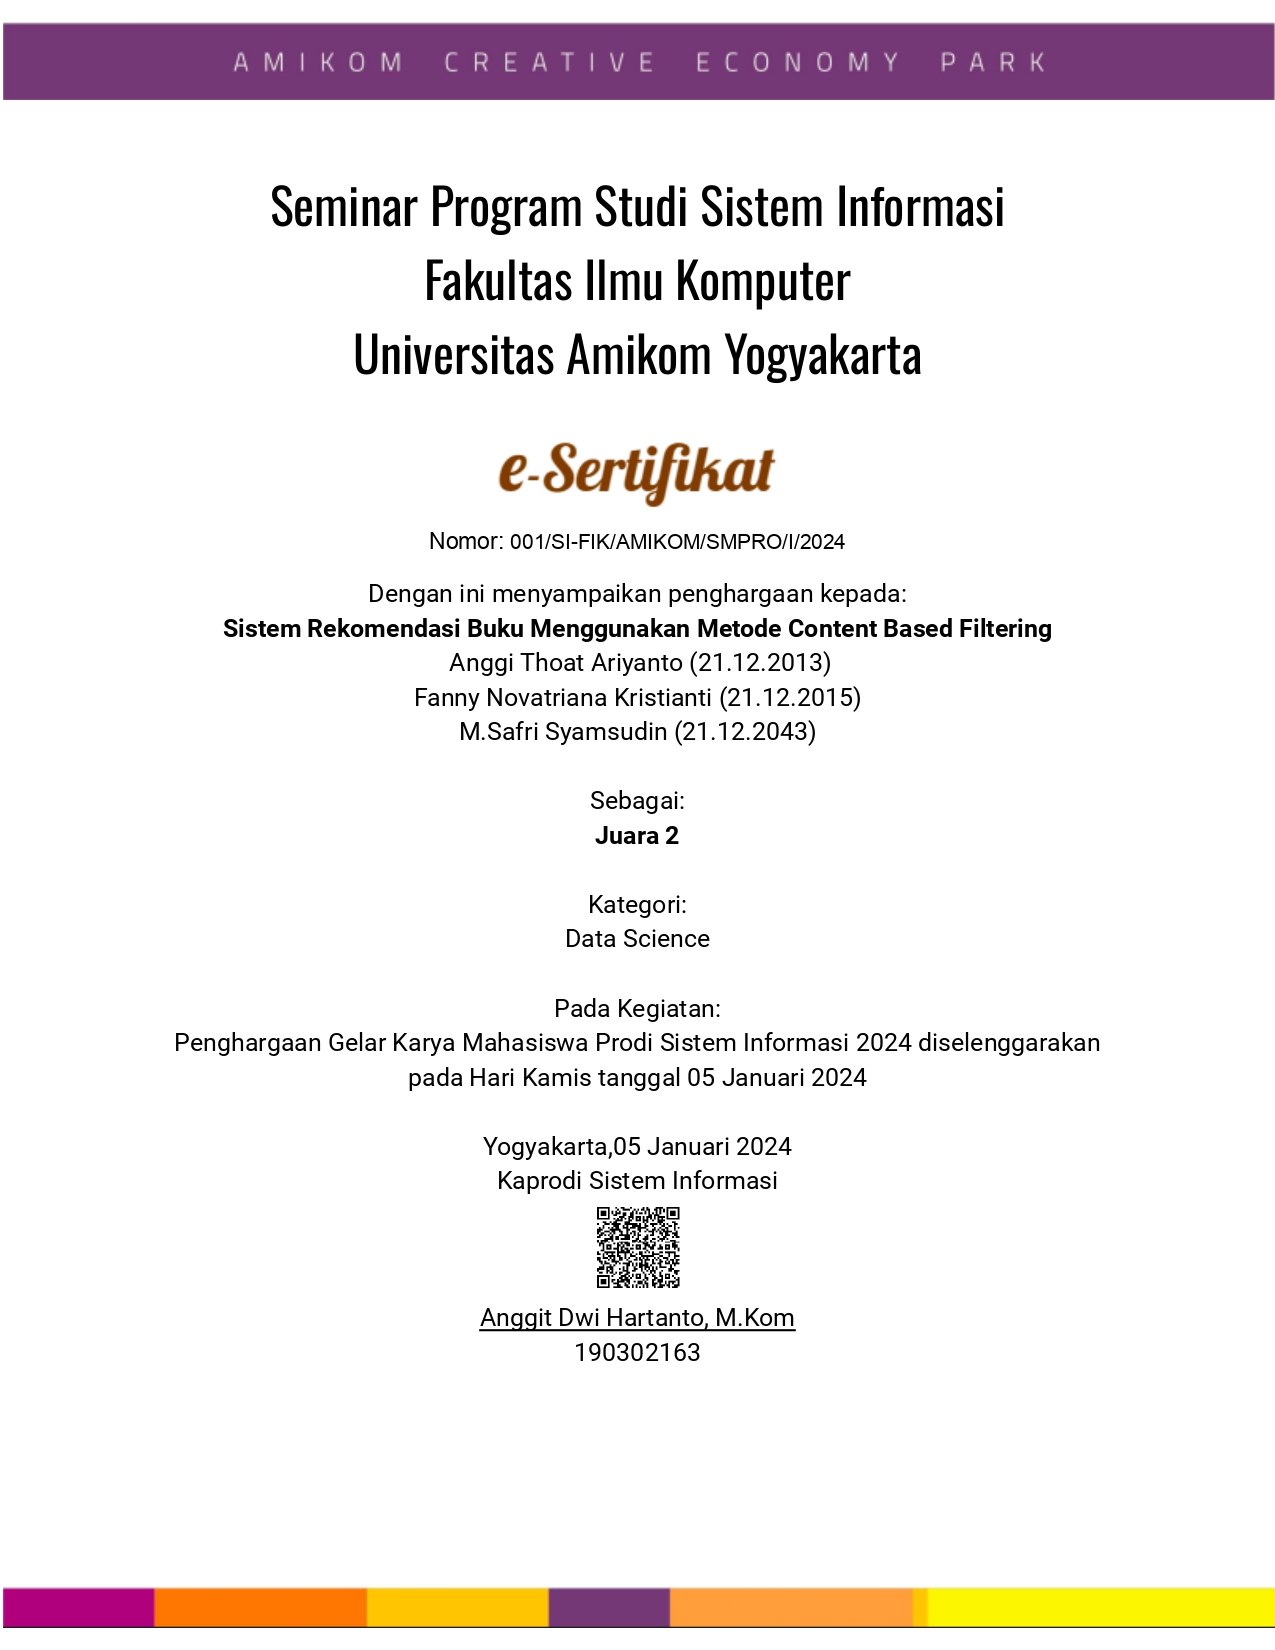 AMIKOM CREATIVE ECONOMY PARK
Seminar Program Studi Sistem Informasi
Fakultas Ilmu Komputer
Universitas Amikom Yogyakarta
e-Sertifikat
Nomor: 001/SI-FIK/AMIKOM/SMPRO/I/2024
Dengan ini menyampaikan penghargaan kepada:
Sistem Rekomendasi Buku Menggunakan Metode Content Based Filtering
Anggi Thoat Ariyanto (21.12.2013)
Fanny Novatriana Kristianti (21.12.2015)
M.Safri Syamsudin (21.12.2043)
Sebagai:
Juara 2
Kategori:
Data Science
Pada Kegiatan:
Penghargaan Gelar Karya Mahasiswa Prodi Sistem Informasi 2024 diselenggarakan
pada Hari Kamis tanggal 05 Januari 2024
Yogyakarta,05 Januari 2024
Kaprodi Sistem Informasi
Anggit Dwi Hartanto, M.Kom
190302163